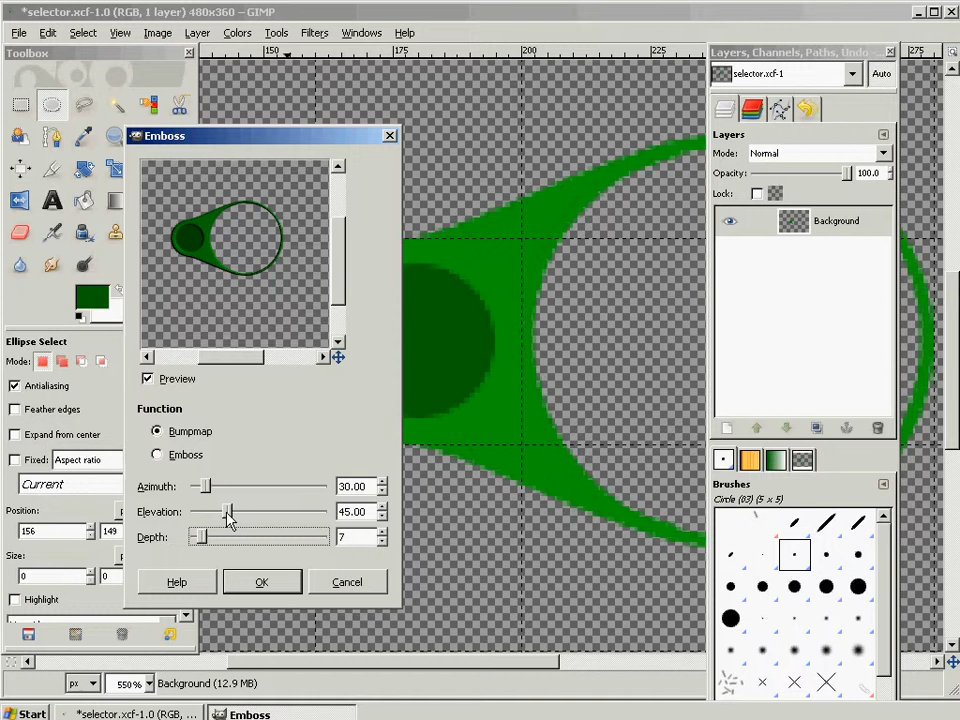 *selector.xcf-1.0 (RGB, 1 layer) 480x360 – GIMP
File Edit Select View Image Layer Colors Tools Filters Windows Help
Toolbox
150
175
200
225
275
Layers, Channels, Paths, Undo -
selector.xcf-1
Auto
Layers
Mode: Normal
Opacity: 100.0
Lock:
Background
Emboss
Preview
Function
Bumpmap
Emboss
Azimuth: 30.00
Elevation: 45.00
Depth: 7
Help OK Cancel
Ellipse Select
Mode:
Antialiasing
Feather edges
Expand from center
Fixed: Aspect ratio
Current
Position:
156 149
Size:
0 0
Highlight
Brushes
Circle (03) (5 x 5)
px 550% Background (12.9 MB)
Start *selector.xcf-1.0 (RGB, ... Emboss